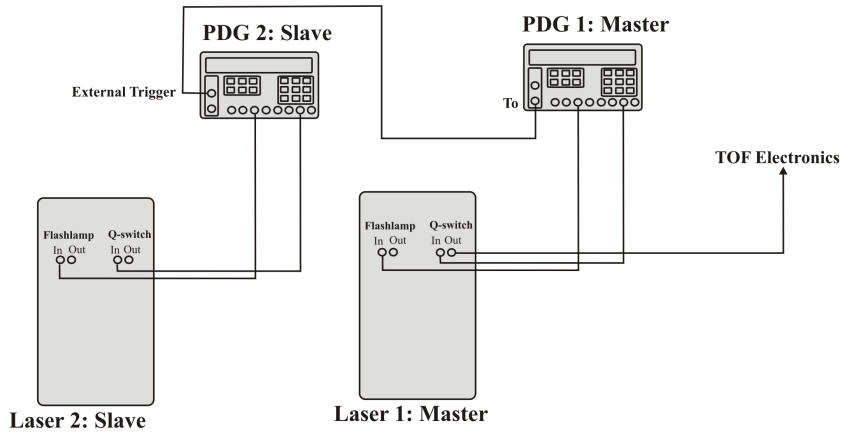 PDG 2: Slave
PDG 1: Master
External Trigger
To
TOF Electronics
Flashlamp Q-switch
In Out In Out
Flashlamp Q-switch
In Out In Out
Laser 2: Slave
Laser 1: Master